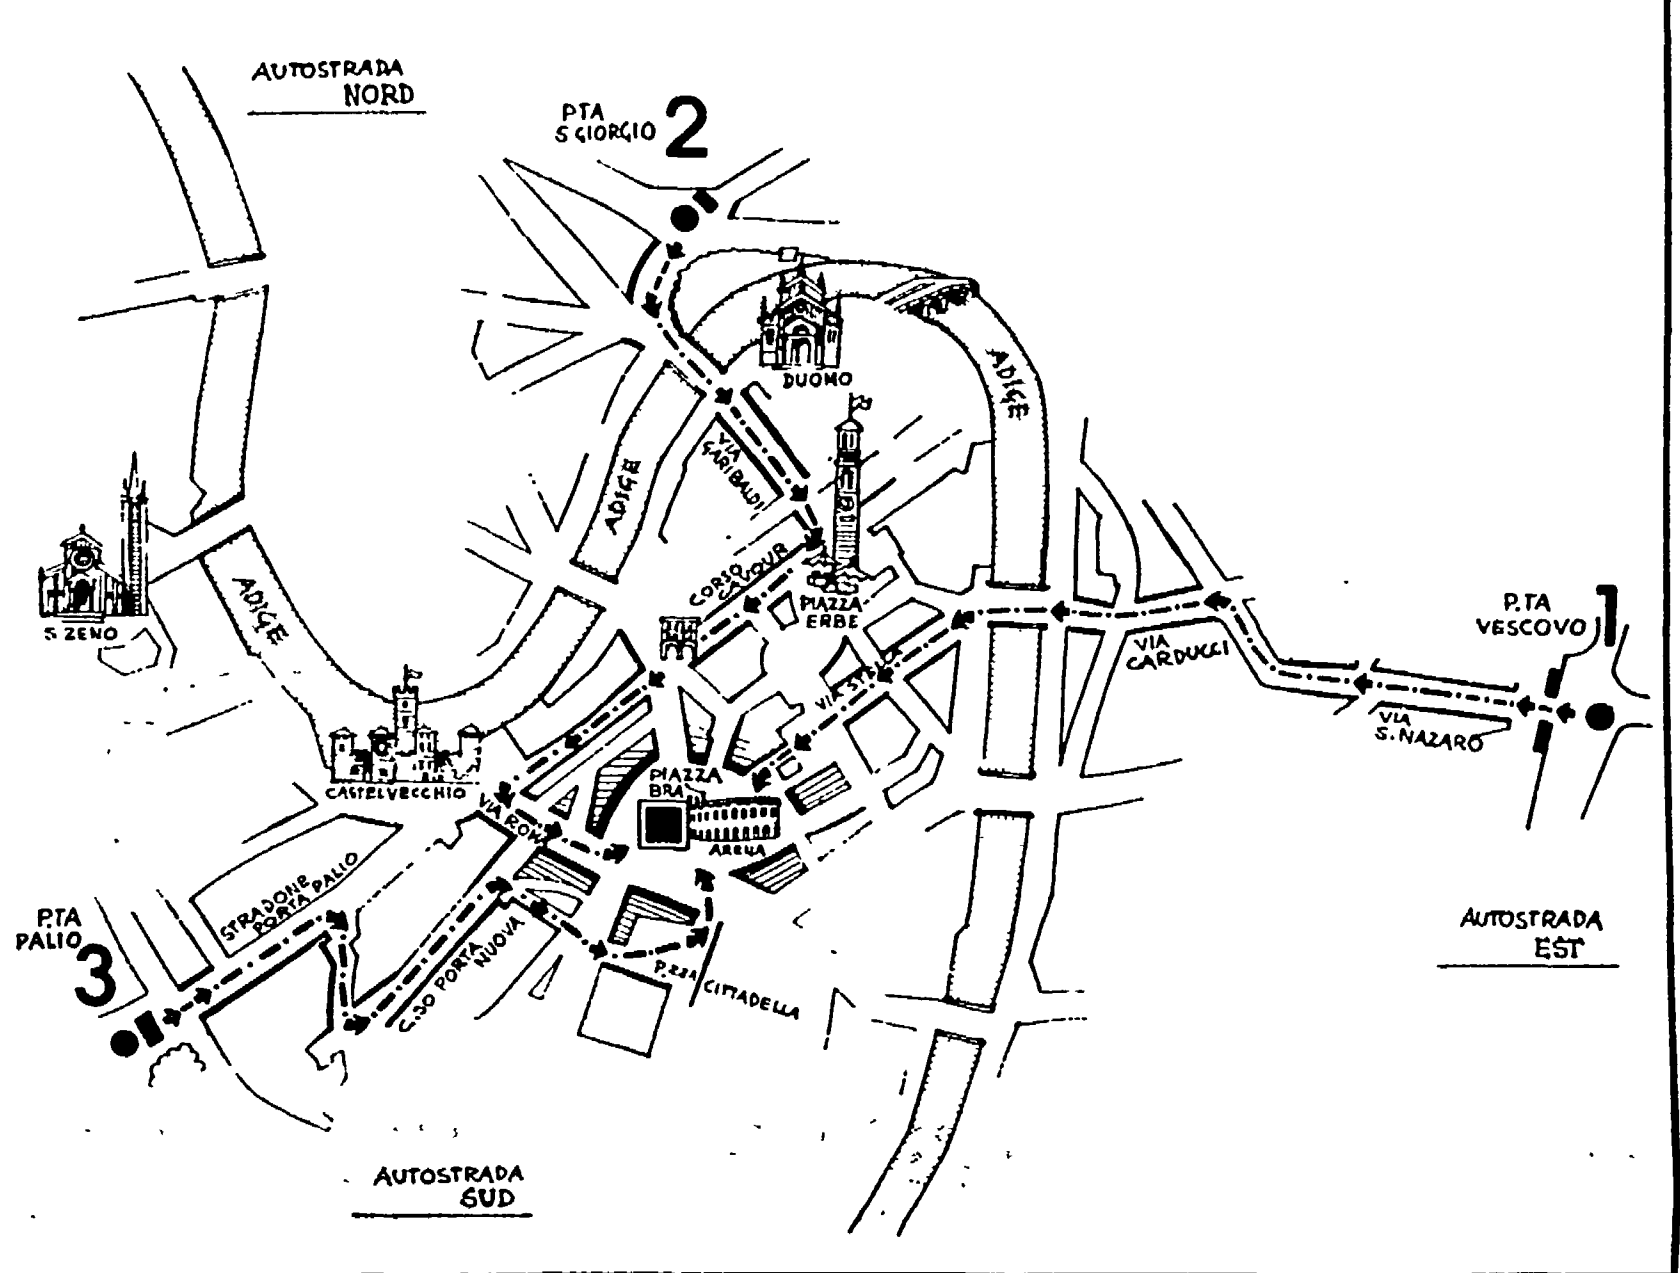 AUTOSTRADA
NORD
PTA
S GIORGIO
2
DUOMO
ADIGE
VIA
GARIBALDI
ADIGE
CORSO
CAVOUR
PIAZZA
ERBE
S. ZENO
ADIGE
P.TA
VESCOVO
1
VIA
CARDUCCI
VIA STELLA
VIA
S. NAZARO
CASTELVECCHIO
VIA ROMA
PIAZZA
BRA
ARENA
STRADONE
PORTA PALIO
P.TA
PALIO
3
C.SO PORTA
NUOVA
P.ZZA
CITTADELLA
AUTOSTRADA
EST
AUTOSTRADA
SUD